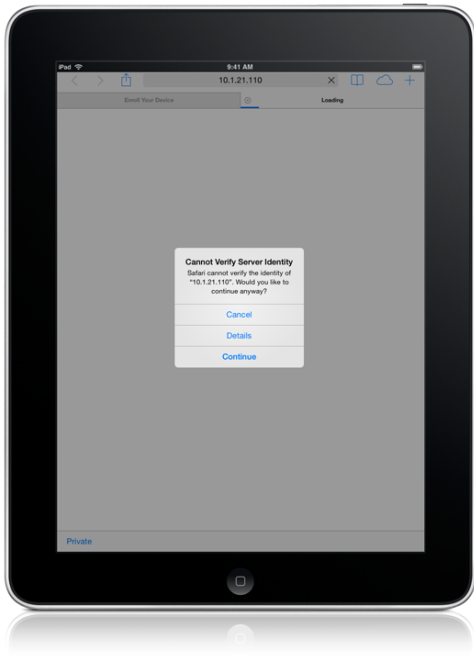 iPad 9:41 AM
10.1.21.110
Enroll Your Device Loading
Cannot Verify Server Identity
Safari cannot verify the identity of
"10.1.21.110". Would you like to
continue anyway?
Cancel
Details
Continue
Private